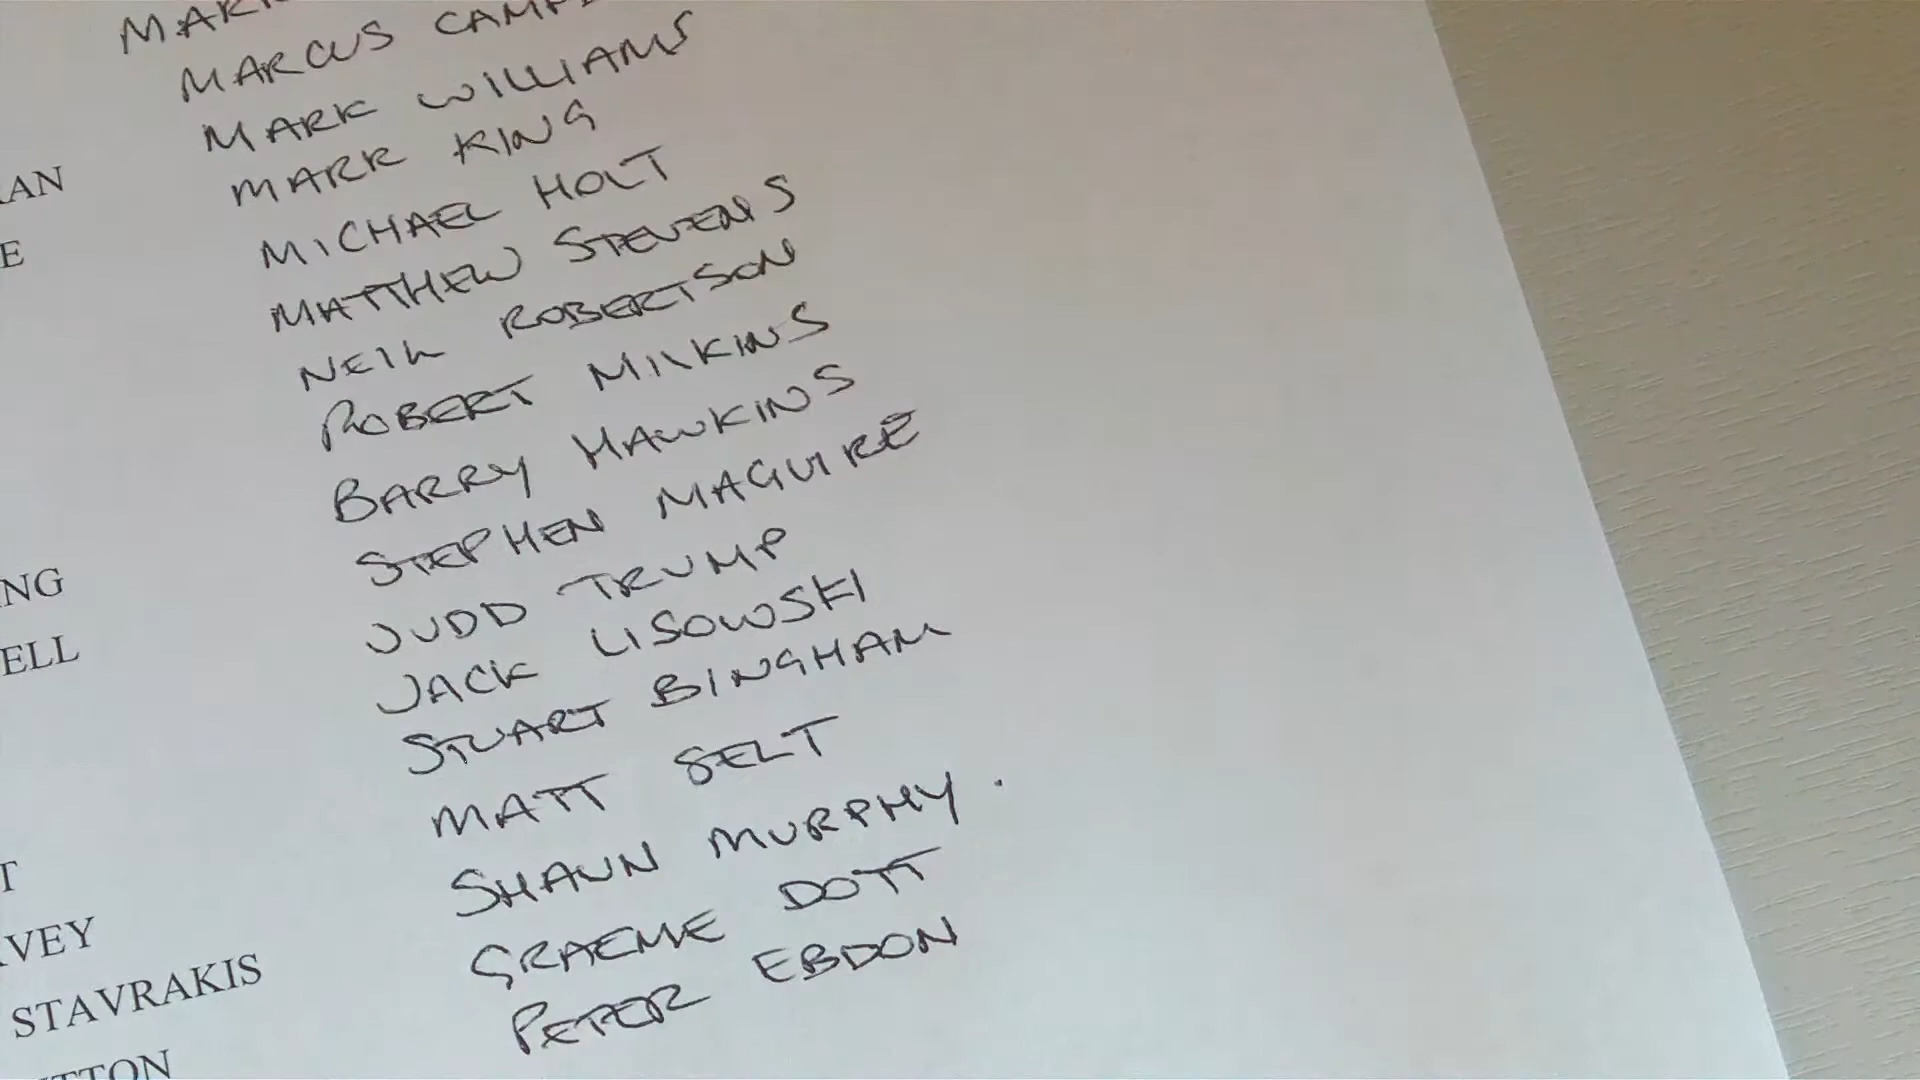 MARCUS
MARK WILLIAMS
MARK KING
MICHAEL HOLT
MATTHEW STEVENS
NEIL ROBERTSON
ROBERT MILKINS
BARRY HAWKINS
STEPHEN MAGUIRE
JUDD TRUMP
JACK LISOWSKI
STUART BINGHAM
MATT SELT
SHAUN MURPHY .
GRAEME DOTT
PETER EBDON
AN
E
NG
ELL
T
VEY
STAVRAKIS
TTON